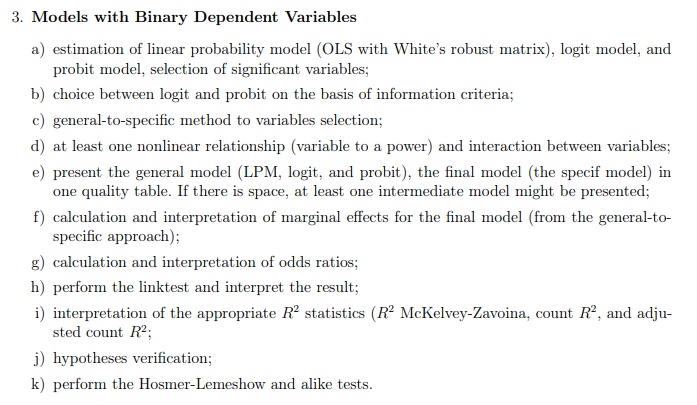 3. Models with Binary Dependent Variables
a) estimation of linear probability model (OLS with White's robust matrix), logit model, and
probit model, selection of significant variables;
b) choice between logit and probit on the basis of information criteria;
c) general-to-specific method to variables selection;
d) at least one nonlinear relationship (variable to a power) and interaction between variables;
e) present the general model (LPM, logit, and probit), the final model (the specif model) in
one quality table. If there is space, at least one intermediate model might be presented;
f) calculation and interpretation of marginal effects for the final model (from the general-to-
specific approach);
g) calculation and interpretation of odds ratios;
h) perform the linktest and interpret the result;
i) interpretation of the appropriate R² statistics (R² McKelvey-Zavoina, count R², and adju-
sted count R²;
j) hypotheses verification;
k) perform the Hosmer-Lemeshow and alike tests.